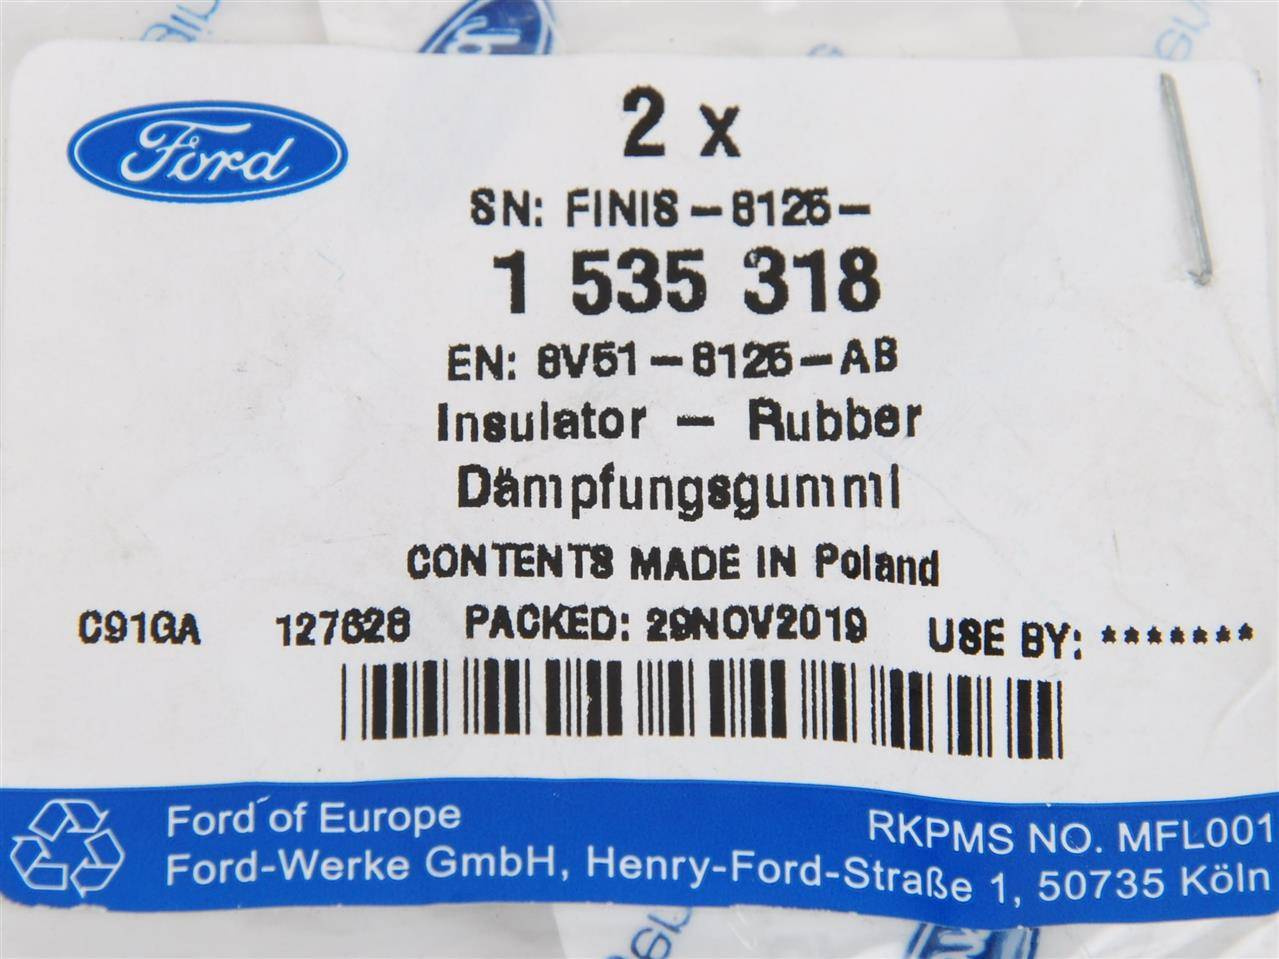 Ford
2 x
SN: FINIS-8125-
1 535 318
EN: 8V51-8125-AB
Insulator - Rubber
Dämpfungsgummi
CONTENTS MADE IN Poland
C91GA 127628 PACKED: 29NOV2019 USE BY: *******
Ford of Europe
Ford-Werke GmbH, Henry-Ford-Straße 1, 50735 Köln
RKPMS NO. MFL001